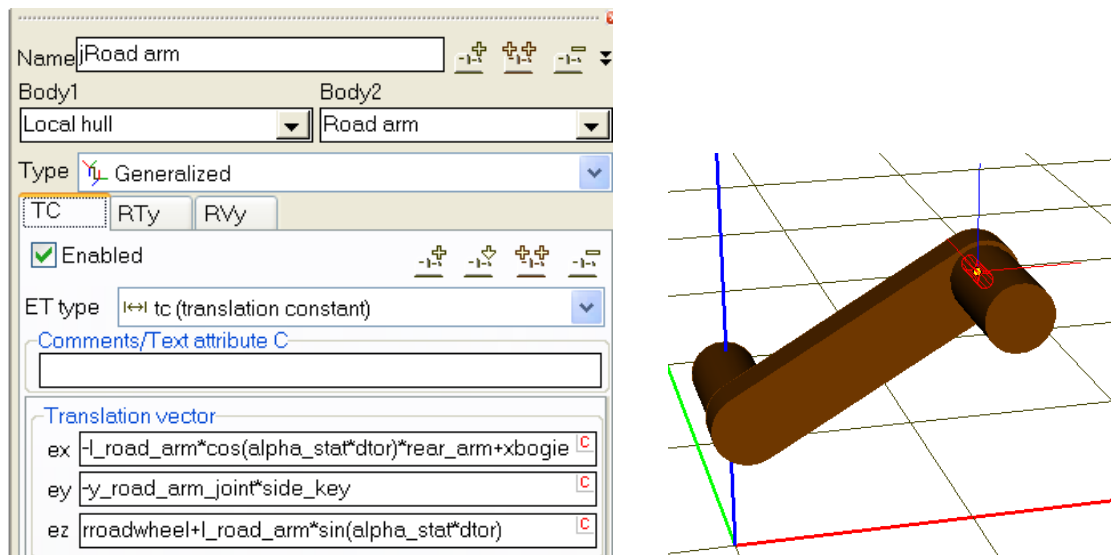 Name jRoad arm
Body1 Body2
Local hull Road arm
Type Generalized
TC RTy RVy
Enabled
ET type tc (translation constant)
Comments/Text attribute C
Translation vector
ex -l_road_arm*cos(alpha_stat*dtor)*rear_arm+xbogie C
ey -y_road_arm_joint*side_key C
ez rroadwheel+l_road_arm*sin(alpha_stat*dtor) C